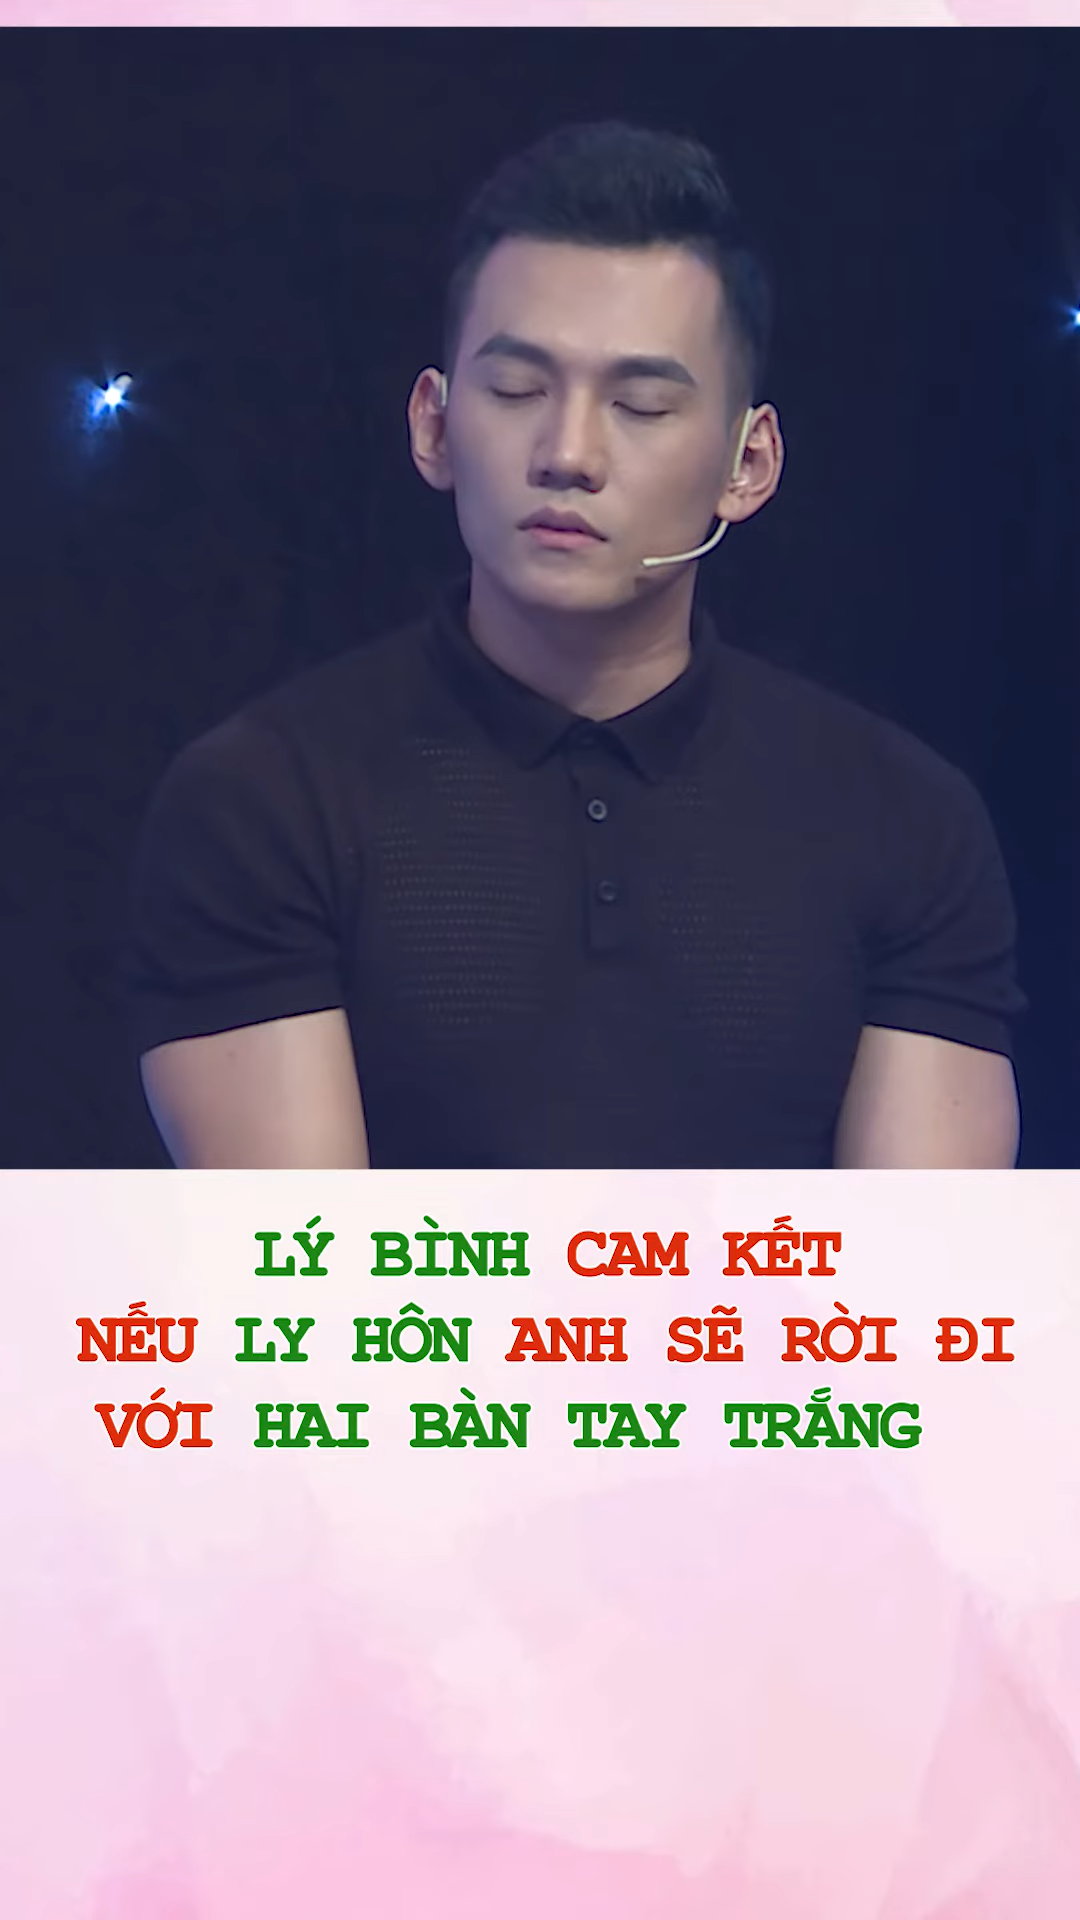 LÝ BÌNH CAM KẾT
NẾU LY HÔN ANH SẼ RỜI ĐI
VỚI HAI BÀN TAY TRẮNG